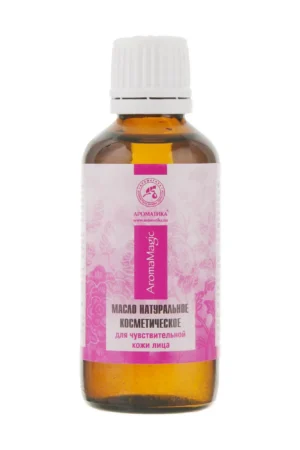 АРОМАТИКА
AromaMagic
МАСЛО НАТУРАЛЬНОЕ
КОСМЕТИЧЕСКОЕ
для чувствительной
кожи лица